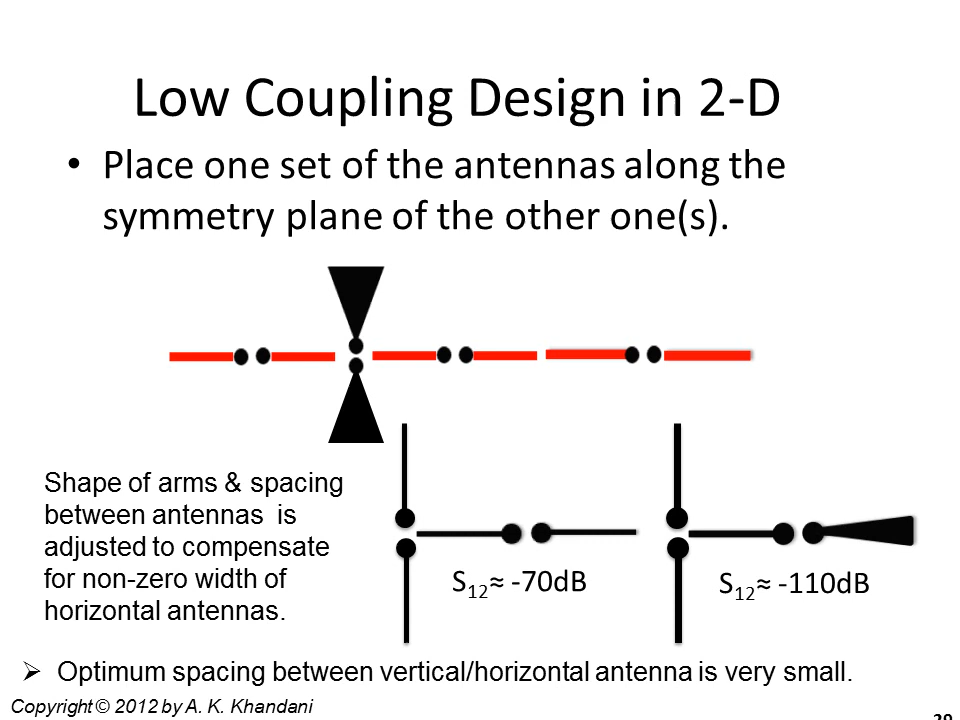 Low Coupling Design in 2-D
• Place one set of the antennas along the
symmetry plane of the other one(s).
Shape of arms & spacing
between antennas is
adjusted to compensate
for non-zero width of
horizontal antennas.
S₁₂≈ -70dB
S₁₂≈ -110dB
➢ Optimum spacing between vertical/horizontal antenna is very small.
Copyright © 2012 by A. K. Khandani